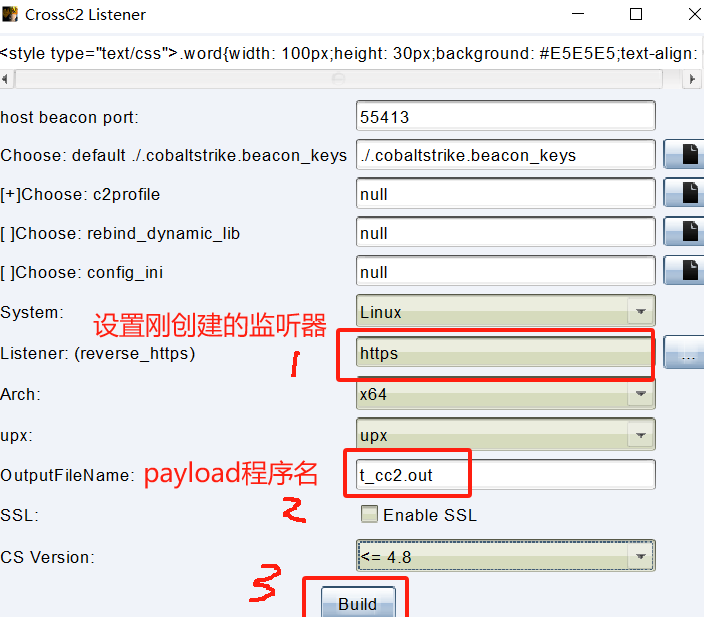 CrossC2 Listener
<style type="text/css">.word{width: 100px;height: 30px;background: #E5E5E5;text-align:
host beacon port: 55413
Choose: default ./.cobaltstrike.beacon_keys ./.cobaltstrike.beacon_keys
[+]Choose: c2profile null
[ ]Choose: rebind_dynamic_lib null
[ ]Choose: config_ini null
System: Linux
设置刚创建的监听器
Listener: (reverse_https) https ...
1
Arch: x64
upx: upx
OutputFileName: payload程序名 t_cc2.out
2
SSL: Enable SSL
CS Version: <= 4.8
3
Build